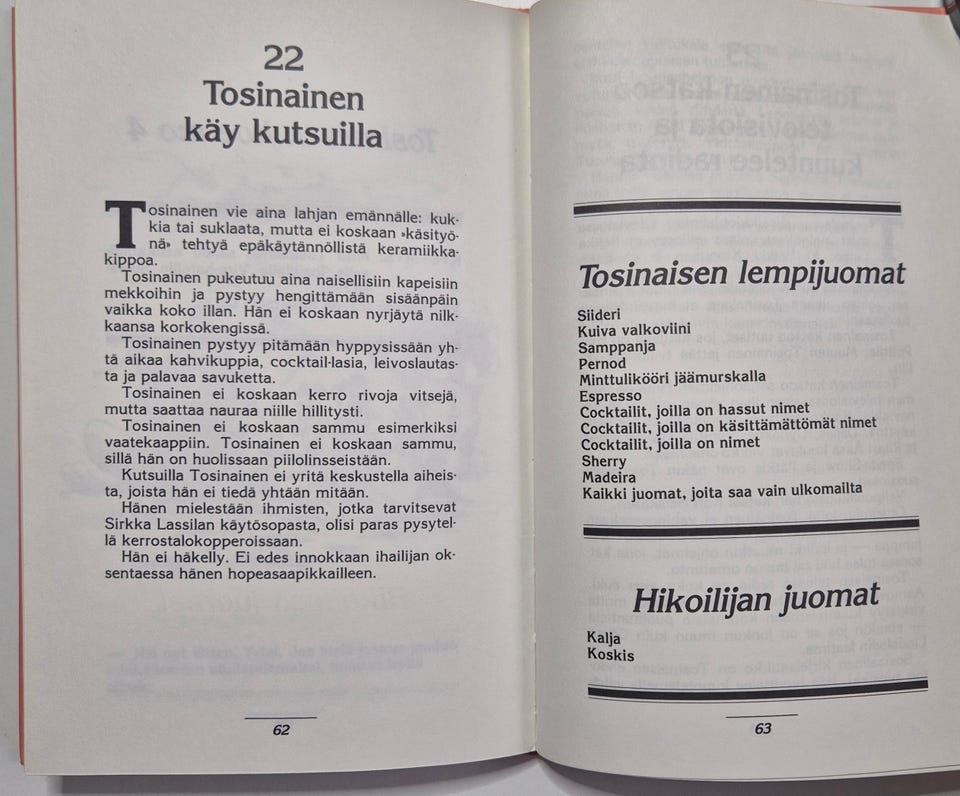 22
Tosinainen
käy kutsuilla
Tosinainen vie aina lahjan emännälle: kuk-
kia tai suklaata, mutta ei koskaan »käsityö-
nä» tehtyä epäkäytännöllistä keramiikka-
kippoa.
Tosinainen pukeutuu aina naisellisiin kapeisiin
mekkoihin ja pystyy hengittämään sisäänpäin
vaikka koko illan. Hän ei koskaan nyrjäytä nilk-
kaansa korkokengissä.
Tosinainen pystyy pitämään hyppysissään yh-
tä aikaa kahvikuppia, cocktail-lasia, leivoslautas-
ta ja palavaa savuketta.
Tosinainen ei koskaan kerro rivoja vitsejä,
mutta saattaa nauraa niille hillitysti.
Tosinainen ei koskaan sammu esimerkiksi
vaatekaappiin. Tosinainen ei koskaan sammu,
sillä hän on huolissaan piilolinsseistään.
Kutsuilla Tosinainen ei yritä keskustella aiheis-
ta, joista hän ei tiedä yhtään mitään.
Hänen mielestään ihmisten, jotka tarvitsevat
Sirkka Lassilan käytösopasta, olisi paras pysytel-
lä kerrostalokopperoissaan.
Hän ei häkelly. Ei edes innokkaan ihailijan ok-
sentaessa hänen hopeasaapikkailleen.
62
Tosinaisen lempijuomat
Siideri
Kuiva valkoviini
Samppanja
Pernod
Minttulikööri jäämurskalla
Espresso
Cocktailit, joilla on hassut nimet
Cocktailit, joilla on käsittämättömät nimet
Cocktailit, joilla on nimet
Sherry
Madeira
Kaikki juomat, joita saa vain ulkomailta
Hikoilijan juomat
Kalja
Koskis
63